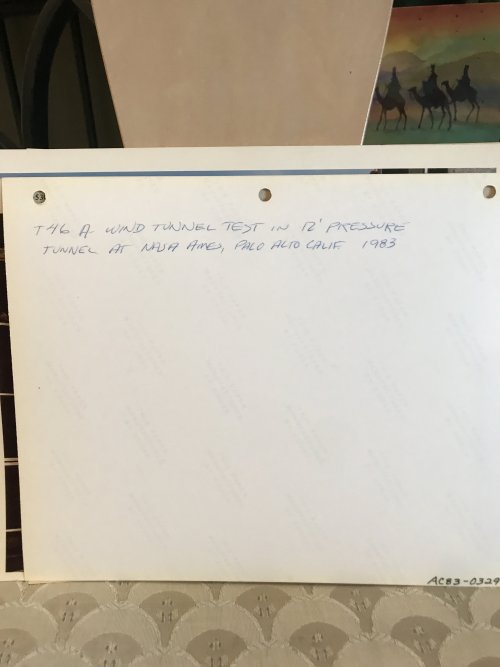 53
T46 A WIND TUNNEL TEST IN 12' PRESSURE
TUNNEL AT NASA AMES, PALO ALTO CALIF 1983
AC83-0329